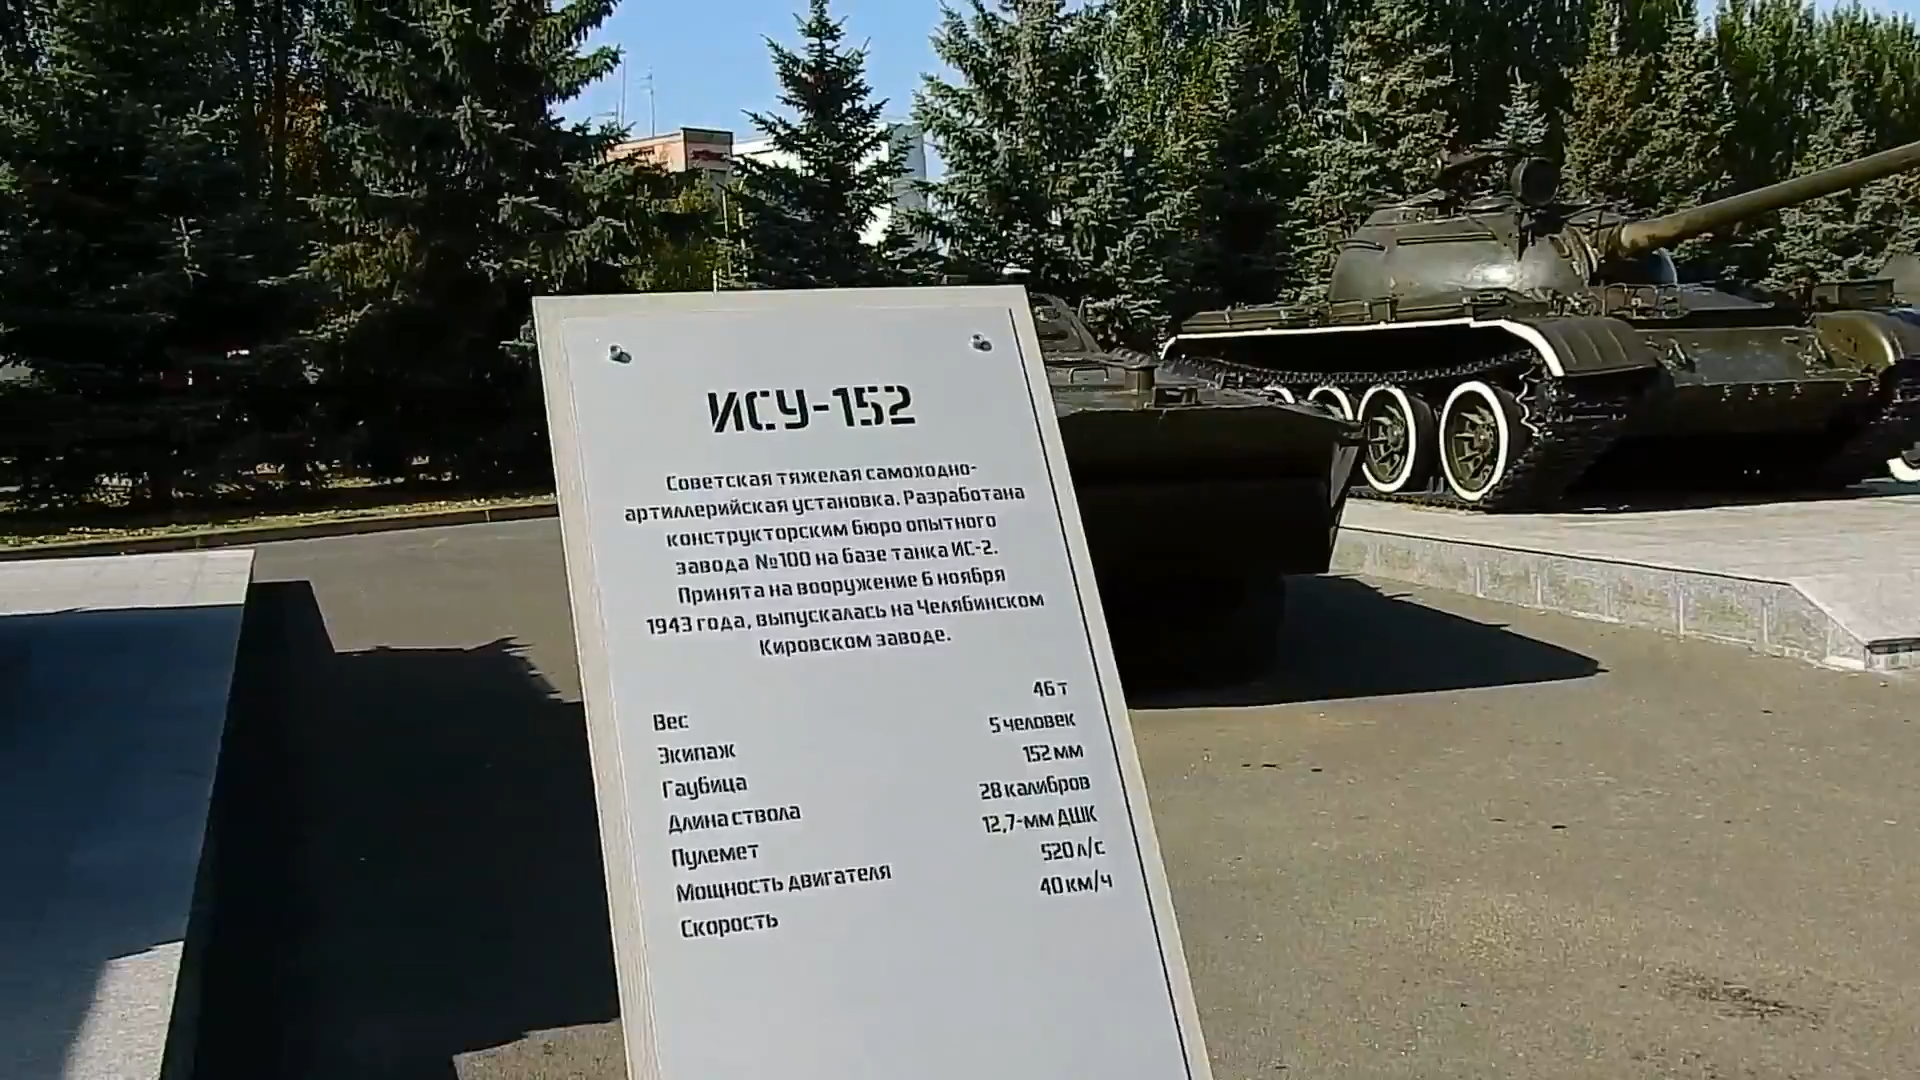 ИСУ-152
Советская тяжелая самоходно-
артиллерийская установка. Разработана
конструкторским бюро опытного
завода №100 на базе танка ИС-2.
Принята на вооружение 6 ноября
1943 года, выпускалась на Челябинском
Кировском заводе.
Вес 46 т
Экипаж 5 человек
Гаубица 152 мм
Длина ствола 28 калибров
Пулемет 12,7-мм ДШК
Мощность двигателя 520 л/с
Скорость 40 км/ч